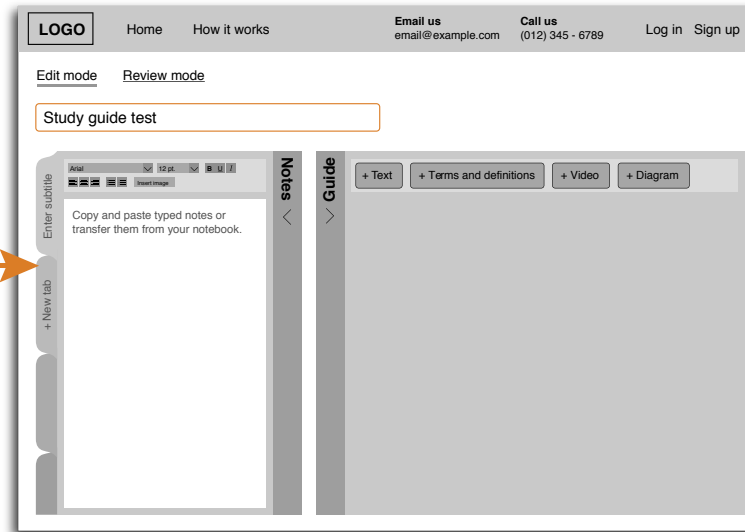 LOGO
Home
How it works
Email us
email@example.com
Call us
(012) 345 - 6789
Log in
Sign up
Edit mode
Review mode
Study guide test
Enter subtitle
+ New tab
Arial
12 pt.
B U I
Insert image
Copy and paste typed notes or
transfer them from your notebook.
Notes
Guide
+ Text
+ Terms and definitions
+ Video
+ Diagram